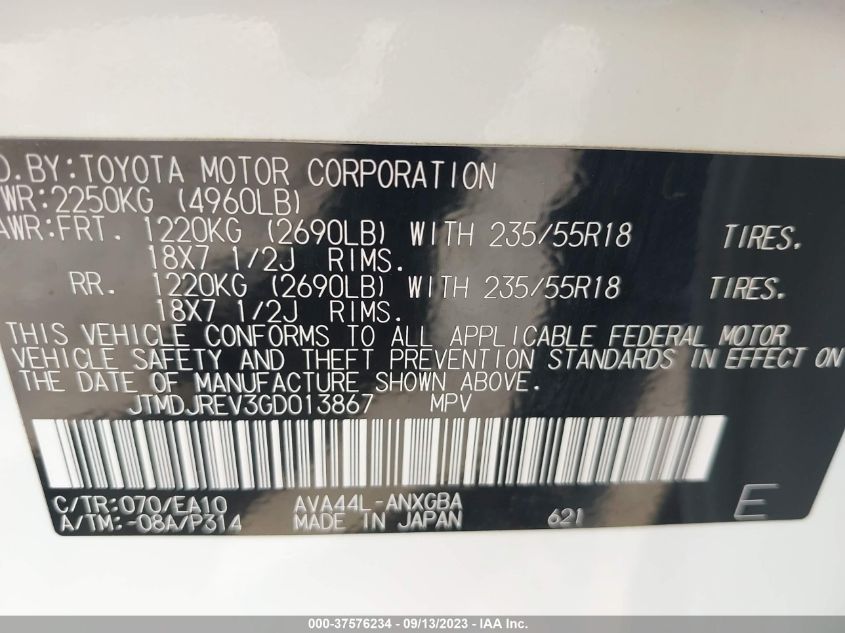 D.BY:TOYOTA MOTOR CORPORATION
WR:2250KG (4960LB)
AWR:FRT. 1220KG (2690LB) WITH 235/55R18 TIRES.
18X7 1/2J RIMS.
RR. 1220KG (2690LB) WITH 235/55R18 TIRES.
18X7 1/2J RIMS.
THIS VEHICLE CONFORMS TO ALL APPLICABLE FEDERAL MOTOR
VEHICLE SAFETY AND THEFT PREVENTION STANDARDS IN EFFECT ON
THE DATE OF MANUFACTURE SHOWN ABOVE.
JTMDJREV3GD013867 MPV
C/TR:070/EA10 AVA44L-ANXGBA
A/TM:-08A/P314 MADE IN JAPAN 621 E
000-37576234 - 09/13/2023 - IAA Inc.